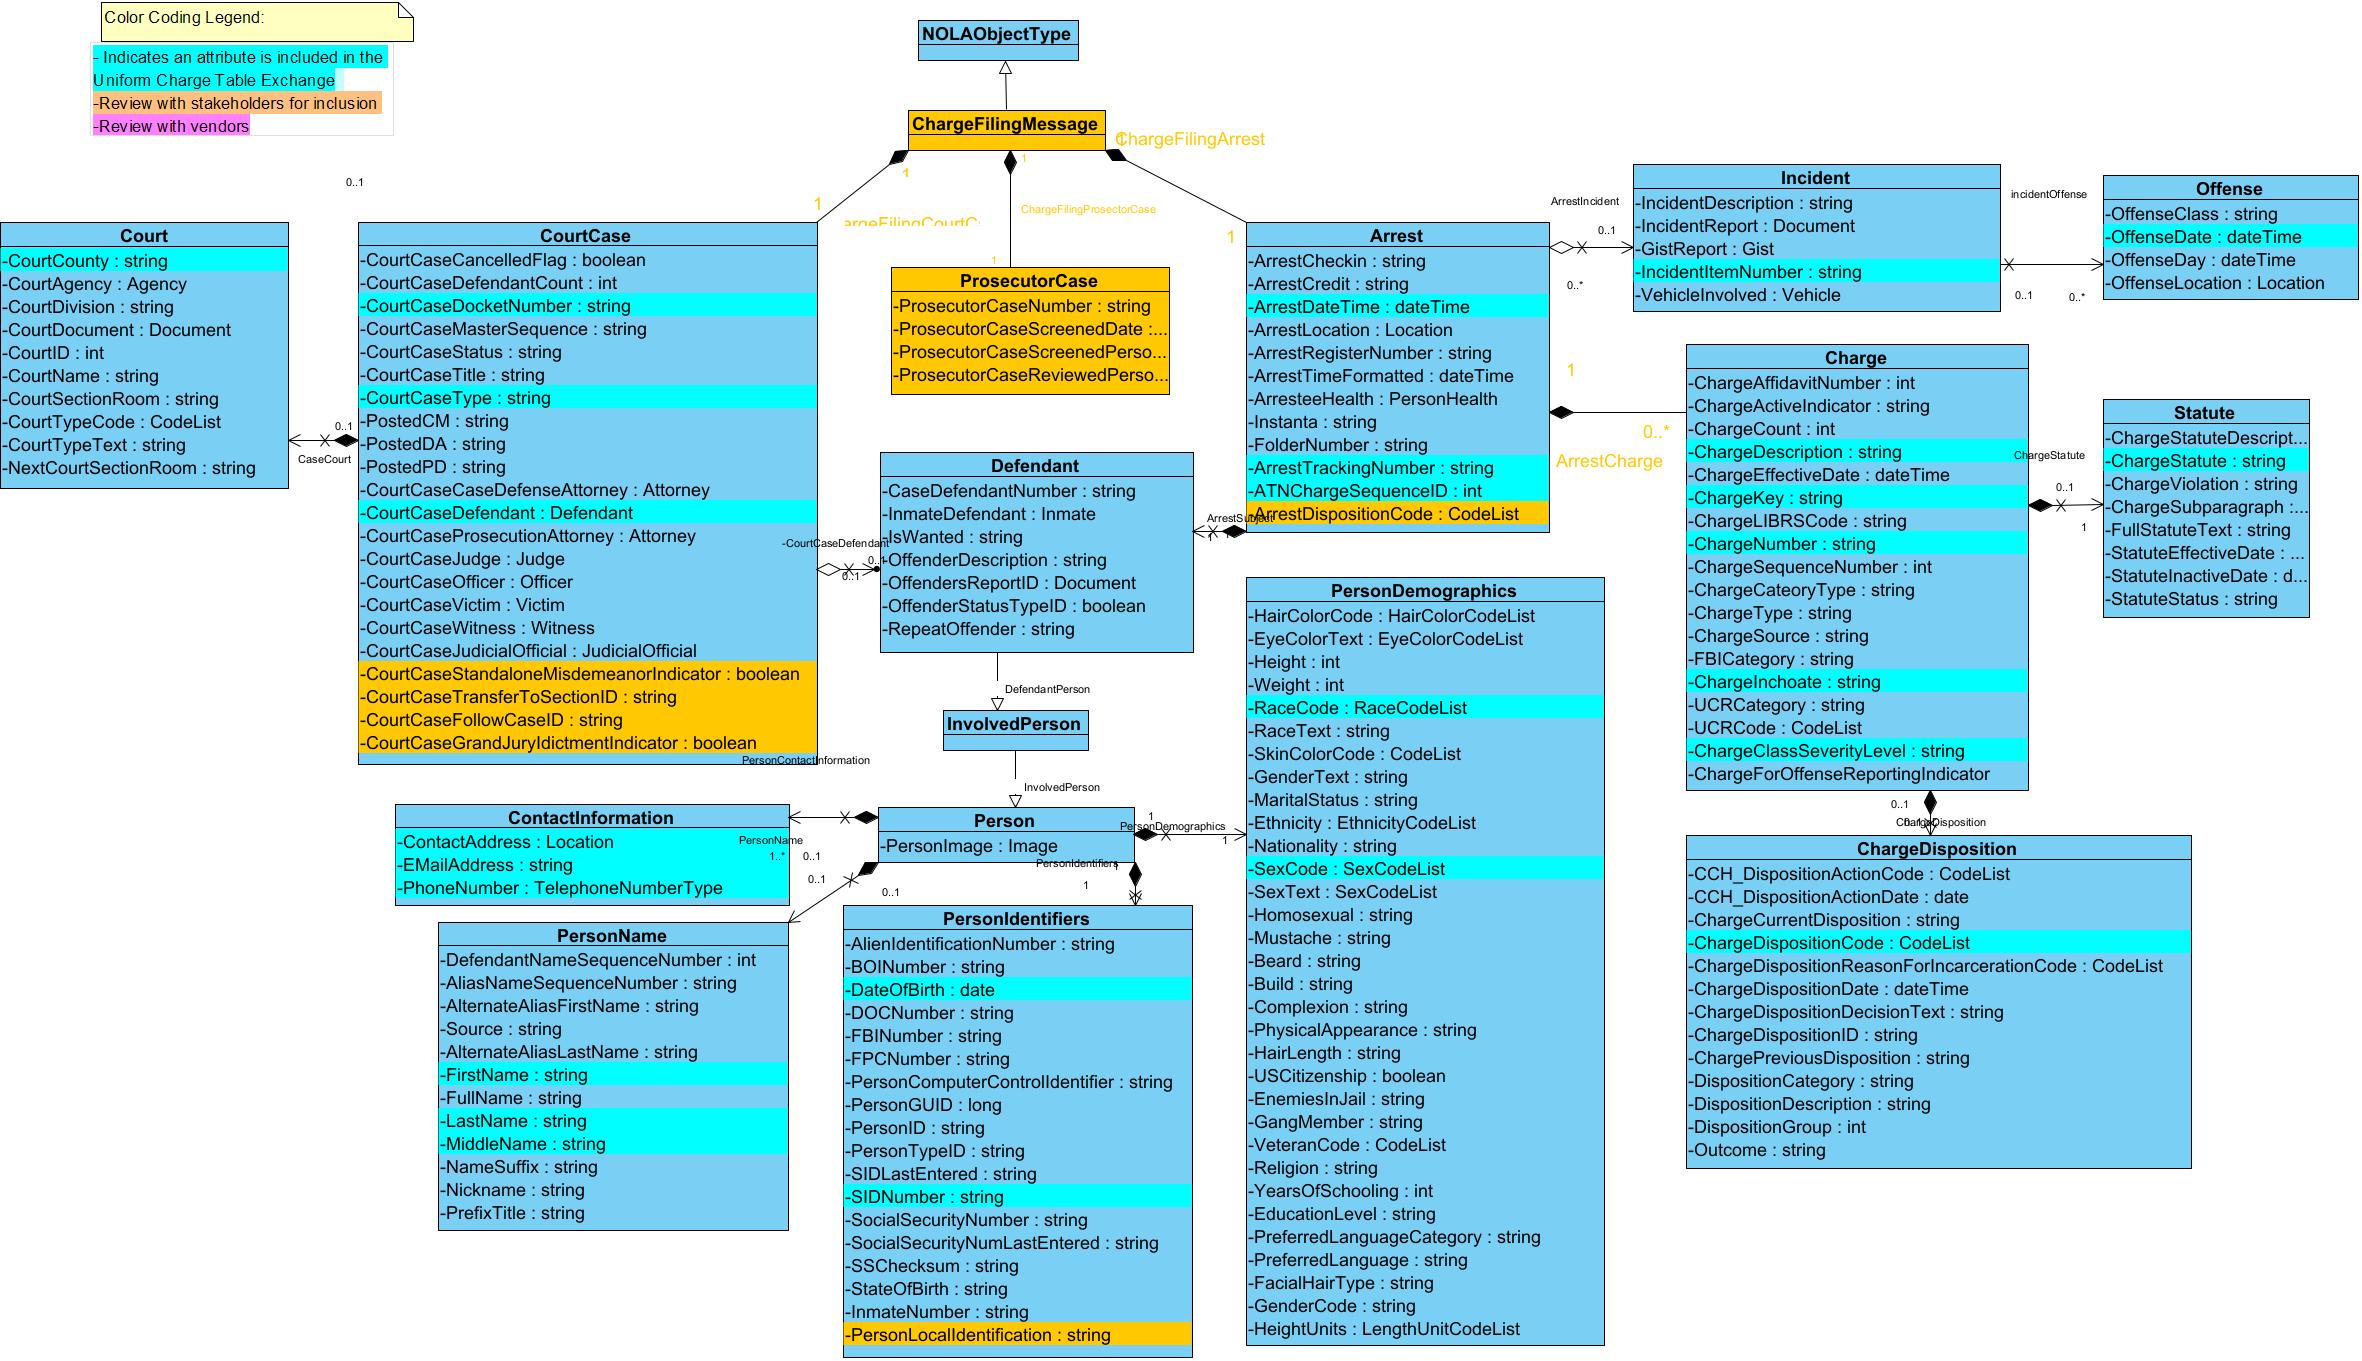 Color Coding Legend:
- Indicates an attribute is included in the
Uniform Charge Table Exchange
-Review with stakeholders for inclusion
-Review with vendors
NOLAObjectType
ChargeFilingMessage
1
ChargeFilingArrest
1
1
0..1
1
ChargeFilingProsectorCase
1
1
Court
-CourtCounty : string
-CourtAgency : Agency
-CourtDivision : string
-CourtDocument : Document
-CourtID : int
-CourtName : string
-CourtSectionRoom : string
-CourtTypeCode : CodeList
-CourtTypeText : string
-NextCourtSectionRoom : string
0..1
CaseCourt
CourtCase
-CourtCaseCancelledFlag : boolean
-CourtCaseDefendantCount : int
-CourtCaseDocketNumber : string
-CourtCaseMasterSequence : string
-CourtCaseStatus : string
-CourtCaseTitle : string
-CourtCaseType : string
-PostedCM : string
-PostedDA : string
-PostedPD : string
-CourtCaseCaseDefenseAttorney : Attorney
-CourtCaseDefendant : Defendant
-CourtCaseProsecutionAttorney : Attorney
-CourtCaseJudge : Judge
-CourtCaseOfficer : Officer
-CourtCaseVictim : Victim
-CourtCaseWitness : Witness
-CourtCaseJudicialOfficial : JudicialOfficial
-CourtCaseStandaloneMisdemeanorIndicator : boolean
-CourtCaseTransferToSectionID : string
-CourtCaseFollowCaseID : string
-CourtCaseGrandJuryIdictmentIndicator : boolean
ProsecutorCase
-ProsecutorCaseNumber : string
-ProsecutorCaseScreenedDate :...
-ProsecutorCaseScreenedPerso...
-ProsecutorCaseReviewedPerso...
Arrest
-ArrestCheckin : string
-ArrestCredit : string
-ArrestDateTime : dateTime
-ArrestLocation : Location
-ArrestRegisterNumber : string
-ArrestTimeFormatted : dateTime
-ArresteeHealth : PersonHealth
-Instanta : string
-FolderNumber : string
-ArrestTrackingNumber : string
-ATNChargeSequenceID : int
-ArrestDispositionCode : CodeList
ArrestIncident
0..1
0..*
Incident
-IncidentDescription : string
-IncidentReport : Document
-GistReport : Gist
-IncidentItemNumber : string
-VehicleInvolved : Vehicle
incidentOffense
0..1
0..*
Offense
-OffenseClass : string
-OffenseDate : dateTime
-OffenseDay : dateTime
-OffenseLocation : Location
1
0..*
ArrestCharge
Charge
-ChargeAffidavitNumber : int
-ChargeActiveIndicator : string
-ChargeCount : int
-ChargeDescription : string
-ChargeEffectiveDate : dateTime
-ChargeKey : string
-ChargeLIBRSCode : string
-ChargeNumber : string
-ChargeSequenceNumber : int
-ChargeCateoryType : string
-ChargeType : string
-ChargeSource : string
-FBICategory : string
-ChargeInchoate : string
-UCRCategory : string
-UCRCode : CodeList
-ChargeClassSeverityLevel : string
-ChargeForOffenseReportingIndicator
ChargeStatute
0..1
1
Statute
-ChargeStatuteDescript...
-ChargeStatute : string
-ChargeViolation : string
-ChargeSubparagraph :...
-FullStatuteText : string
-StatuteEffectiveDate : ...
-StatuteInactiveDate : d...
-StatuteStatus : string
Defendant
-CaseDefendantNumber : string
-InmateDefendant : Inmate
-IsWanted : string
-OffenderDescription : string
-OffendersReportID : Document
-OffenderStatusTypeID : boolean
-RepeatOffender : string
ArrestSubject
1
-CourtCaseDefendant
0..1
0..1
DefendantPerson
InvolvedPerson
InvolvedPerson
Person
-PersonImage : Image
PersonContactInformation
ContactInformation
-ContactAddress : Location
-EMailAddress : string
-PhoneNumber : TelephoneNumberType
PersonName
1..*
0..1
0..1
0..1
PersonDemographics
1
1
PersonIdentifiers
1
1
PersonName
-DefendantNameSequenceNumber : int
-AliasNameSequenceNumber : string
-AlternateAliasFirstName : string
-Source : string
-AlternateAliasLastName : string
-FirstName : string
-FullName : string
-LastName : string
-MiddleName : string
-NameSuffix : string
-Nickname : string
-PrefixTitle : string
PersonIdentifiers
-AlienIdentificationNumber : string
-BOINumber : string
-DateOfBirth : date
-DOCNumber : string
-FBINumber : string
-FPCNumber : string
-PersonComputerControlIdentifier : string
-PersonGUID : long
-PersonID : string
-PersonTypeID : string
-SIDLastEntered : string
-SIDNumber : string
-SocialSecurityNumber : string
-SocialSecurityNumLastEntered : string
-SSChecksum : string
-StateOfBirth : string
-InmateNumber : string
-PersonLocalIdentification : string
PersonDemographics
-HairColorCode : HairColorCodeList
-EyeColorText : EyeColorCodeList
-Height : int
-Weight : int
-RaceCode : RaceCodeList
-RaceText : string
-SkinColorCode : CodeList
-GenderText : string
-MaritalStatus : string
-Ethnicity : EthnicityCodeList
-Nationality : string
-SexCode : SexCodeList
-SexText : SexCodeList
-Homosexual : string
-Mustache : string
-Beard : string
-Build : string
-Complexion : string
-PhysicalAppearance : string
-HairLength : string
-USCitizenship : boolean
-EnemiesInJail : string
-GangMember : string
-VeteranCode : CodeList
-Religion : string
-YearsOfSchooling : int
-EducationLevel : string
-PreferredLanguageCategory : string
-PreferredLanguage : string
-FacialHairType : string
-GenderCode : string
-HeightUnits : LengthUnitCodeList
0..1
ChargeDisposition
ChargeDisposition
-CCH_DispositionActionCode : CodeList
-CCH_DispositionActionDate : date
-ChargeCurrentDisposition : string
-ChargeDispositionCode : CodeList
-ChargeDispositionReasonForIncarcerationCode : CodeList
-ChargeDispositionDate : dateTime
-ChargeDispositionDecisionText : string
-ChargeDispositionID : string
-ChargePreviousDisposition : string
-DispositionCategory : string
-DispositionDescription : string
-DispositionGroup : int
-Outcome : string